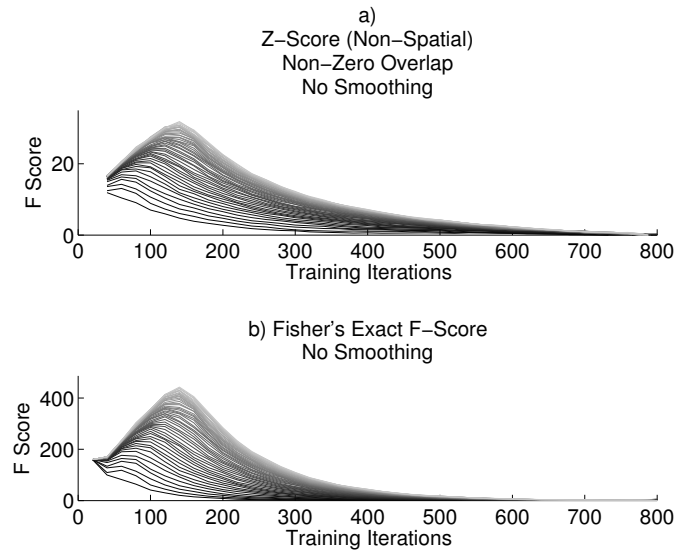 a)
Z−Score (Non−Spatial)
Non−Zero Overlap
No Smoothing
F Score
20
0
0 100 200 300 400 500 600 700 800
Training Iterations
b) Fisher's Exact F−Score
No Smoothing
F Score
400
200
0
0 100 200 300 400 500 600 700 800
Training Iterations